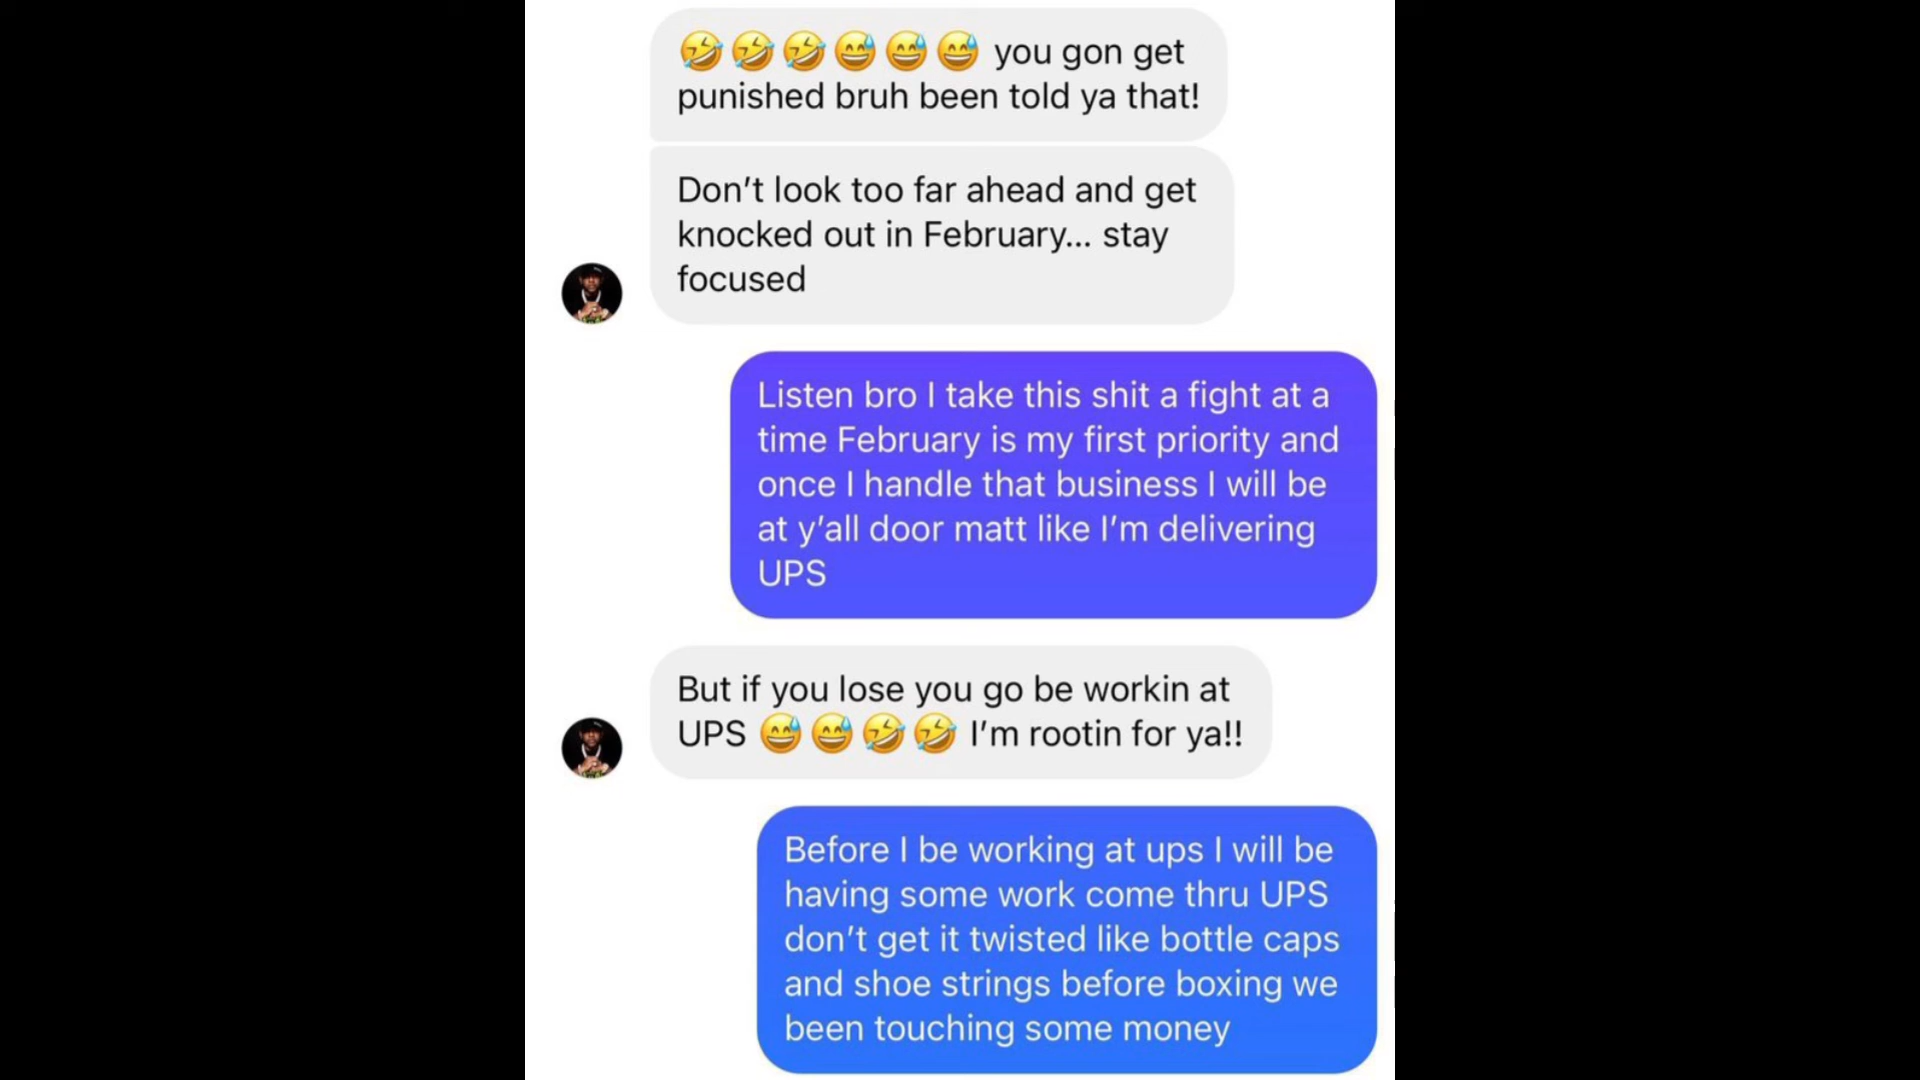 🤣🤣🤣😅😅😅 you gon get
punished bruh been told ya that!
Don’t look too far ahead and get
knocked out in February... stay
focused
Listen bro I take this shit a fight at a
time February is my first priority and
once I handle that business I will be
at y’all door matt like I’m delivering
UPS
But if you lose you go be workin at
UPS 😅😅🤣🤣 I’m rootin for ya!!
Before I be working at ups I will be
having some work come thru UPS
don’t get it twisted like bottle caps
and shoe strings before boxing we
been touching some money